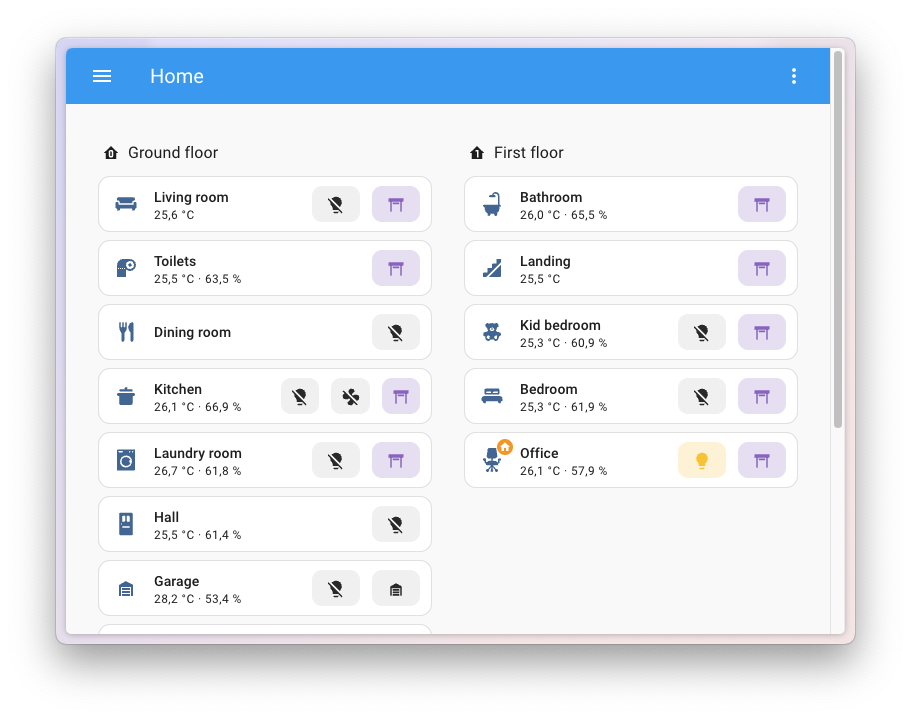 Home
0 Ground floor
Living room
25,6 °C
Toilets
25,5 °C · 63,5 %
Dining room
Kitchen
26,1 °C · 66,9 %
Laundry room
26,7 °C · 61,8 %
Hall
25,5 °C · 61,4 %
Garage
28,2 °C · 53,4 %
1 First floor
Bathroom
26,0 °C · 65,5 %
Landing
25,5 °C
Kid bedroom
25,3 °C · 60,9 %
Bedroom
25,3 °C · 61,9 %
Office
26,1 °C · 57,9 %